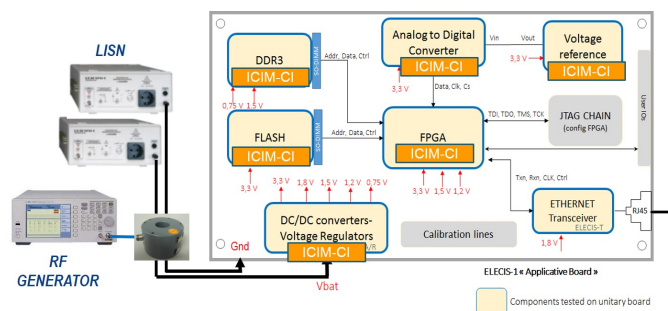 LISN
RF
GENERATOR
Gnd
Vbat
DDR3
ICIM-CI
SO-DIMM
0,75 V
1,5 V
Addr, Data, Ctrl
Analog to Digital
Converter
ICIM-CI
3,3 V
Vin
Vout
3,3 V
Voltage
reference
ICIM-CI
Data, Clk, Cs
FLASH
ICIM-CI
SO-DIMM
3,3 V
Addr, Data, Ctrl
FPGA
ICIM-CI
3,3 V
1,5 V
1,2 V
TDI, TDO, TMS, TCK
JTAG CHAIN
(config FPGA)
User IOs
Txn, Rxn, CLK, Ctrl
3,3 V
1,8 V
1,5 V
1,2 V
0,75 V
DC/DC converters-
Voltage Regulators
ICIM-CI
A/R
Calibration lines
ETHERNET
Transceiver
ELECIS-T
1,8 V
RJ45
ELECIS-1 « Applicative Board »
Components tested on unitary board